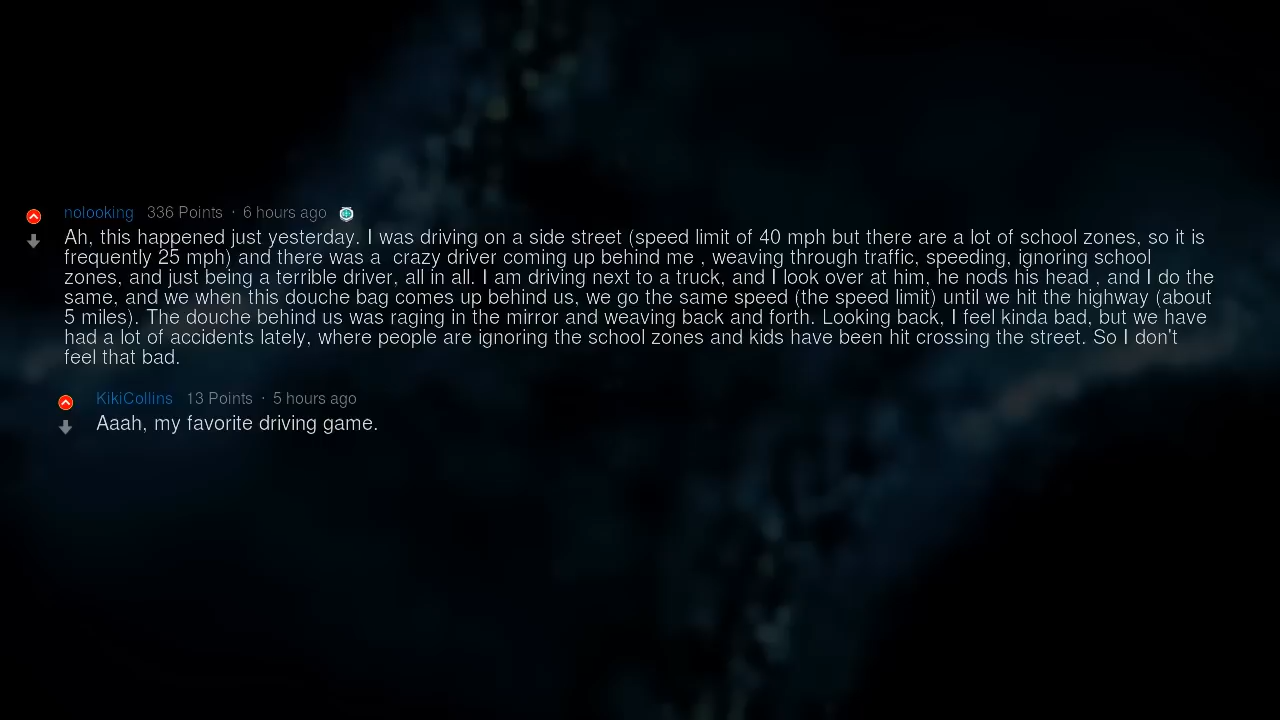 nolooking 336 Points · 6 hours ago
Ah, this happened just yesterday. I was driving on a side street (speed limit of 40 mph but there are a lot of school zones, so it is
frequently 25 mph) and there was a  crazy driver coming up behind me , weaving through traffic, speeding, ignoring school
zones, and just being a terrible driver, all in all. I am driving next to a truck, and I look over at him, he nods his head , and I do the
same, and we when this douche bag comes up behind us, we go the same speed (the speed limit) until we hit the highway (about
5 miles). The douche behind us was raging in the mirror and weaving back and forth. Looking back, I feel kinda bad, but we have
had a lot of accidents lately, where people are ignoring the school zones and kids have been hit crossing the street. So I don't
feel that bad.
KikiCollins 13 Points · 5 hours ago
Aaah, my favorite driving game.